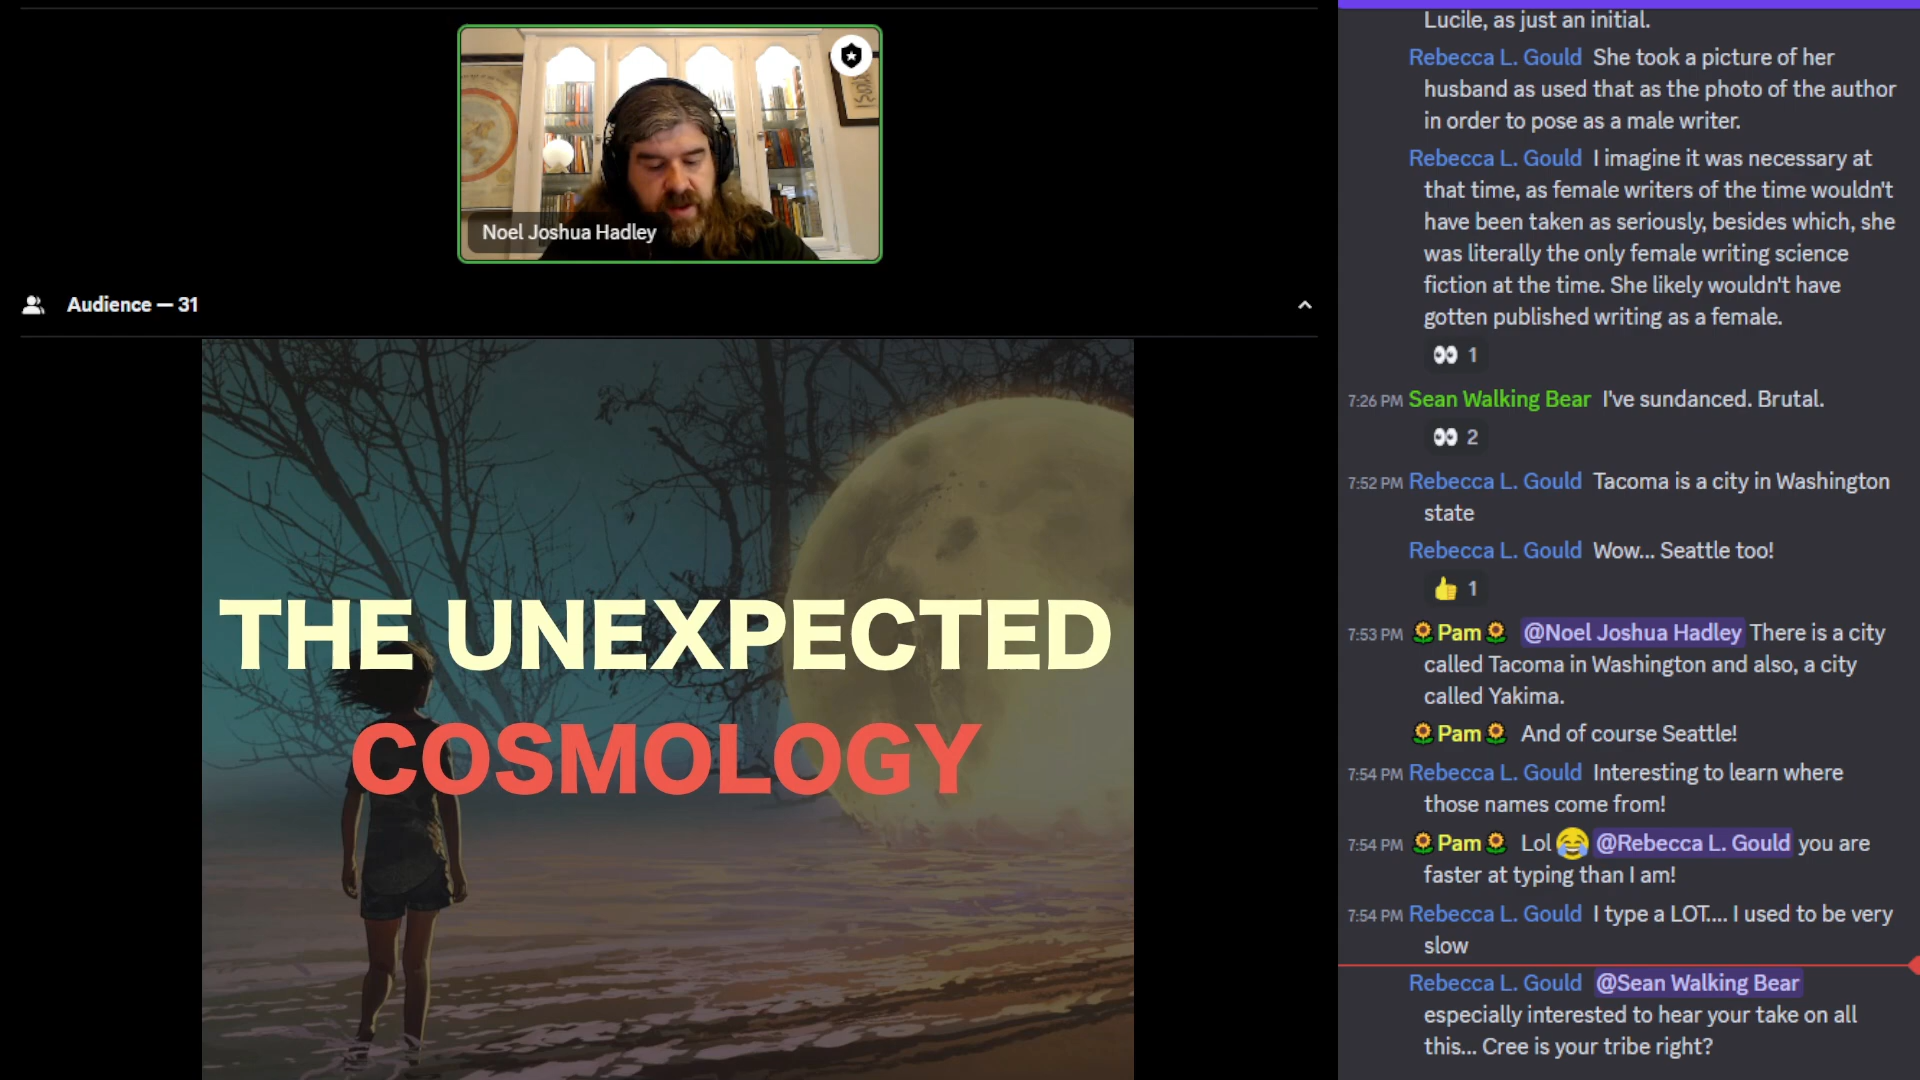 Noel Joshua Hadley
Audience — 31
THE UNEXPECTED
COSMOLOGY
Lucile, as just an initial.
Rebecca L. Gould She took a picture of her
husband as used that as the photo of the author
in order to pose as a male writer.
Rebecca L. Gould I imagine it was necessary at
that time, as female writers of the time wouldn't
have been taken as seriously, besides which, she
was literally the only female writing science
fiction at the time. She likely wouldn't have
gotten published writing as a female.
👀 1
7:26 PM Sean Walking Bear I've sundanced. Brutal.
👀 2
7:52 PM Rebecca L. Gould Tacoma is a city in Washington
state
Rebecca L. Gould Wow... Seattle too!
👍 1
7:53 PM 🌻Pam🌻 @Noel Joshua Hadley There is a city
called Tacoma in Washington and also, a city
called Yakima.
🌻Pam🌻 And of course Seattle!
7:54 PM Rebecca L. Gould Interesting to learn where
those names come from!
7:54 PM 🌻Pam🌻 Lol 😂 @Rebecca L. Gould you are
faster at typing than I am!
7:54 PM Rebecca L. Gould I type a LOT.... I used to be very
slow
Rebecca L. Gould @Sean Walking Bear
especially interested to hear your take on all
this... Cree is your tribe right?